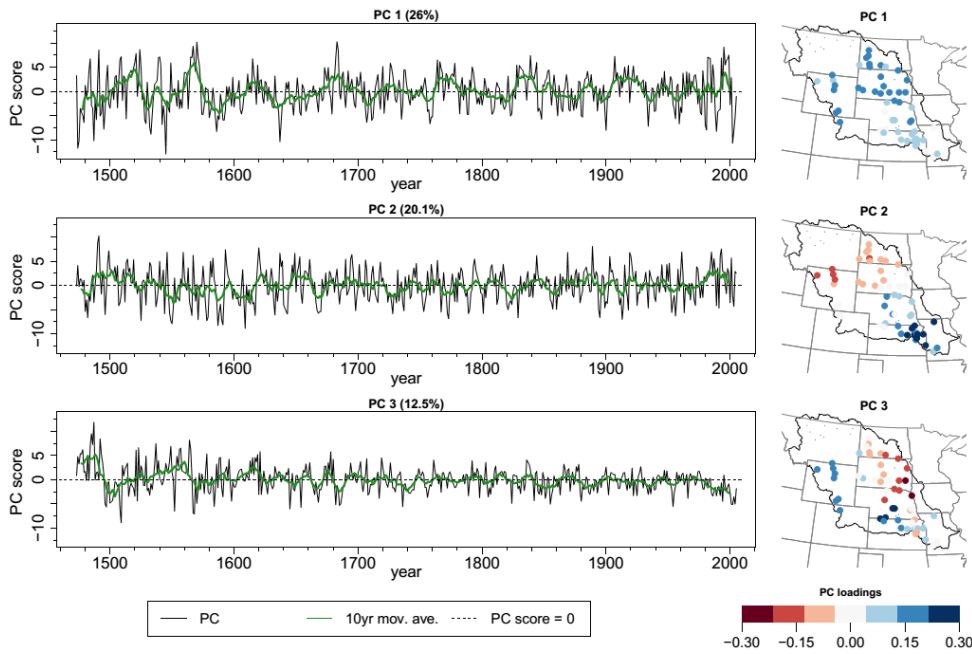 PC 1 (26%)
PC score
5
0
−10
1500 1600 1700 1800 1900 2000
year
PC 1
PC 2 (20.1%)
PC score
5
0
−10
1500 1600 1700 1800 1900 2000
year
PC 2
PC 3 (12.5%)
PC score
5
0
−10
1500 1600 1700 1800 1900 2000
year
PC 3
PC 10yr mov. ave. PC score = 0
PC loadings
−0.30 −0.15 0.00 0.15 0.30